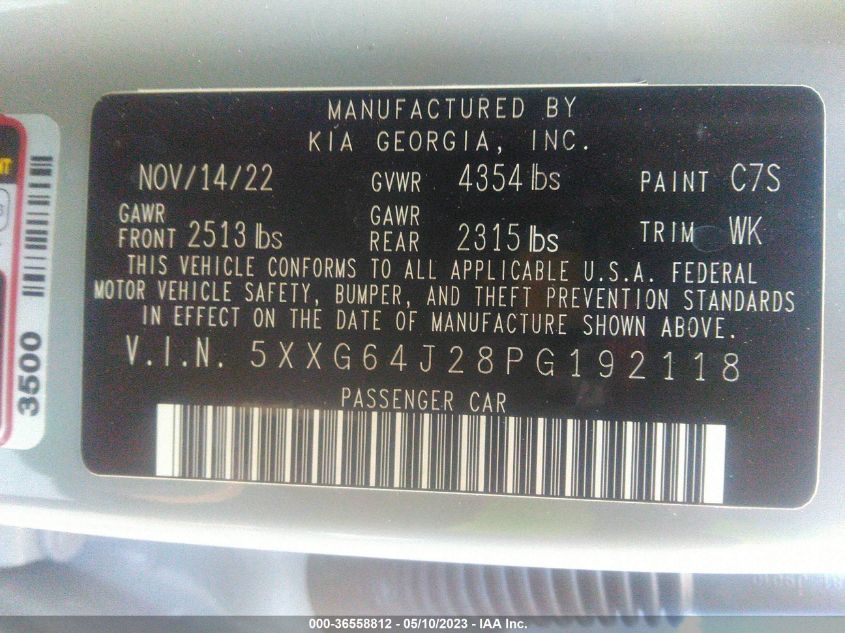 MANUFACTURED BY
KIA GEORGIA, INC.
NOV/14/22 GVWR 4354 lbs PAINT C7S
GAWR FRONT 2513 lbs GAWR REAR 2315 lbs TRIM WK
THIS VEHICLE CONFORMS TO ALL APPLICABLE U.S.A. FEDERAL
MOTOR VEHICLE SAFETY, BUMPER, AND THEFT PREVENTION STANDARDS
IN EFFECT ON THE DATE OF MANUFACTURE SHOWN ABOVE.
V.I.N. 5XXG64J28PG192118
PASSENGER CAR
3500
000-36558812 - 05/10/2023 - IAA Inc.